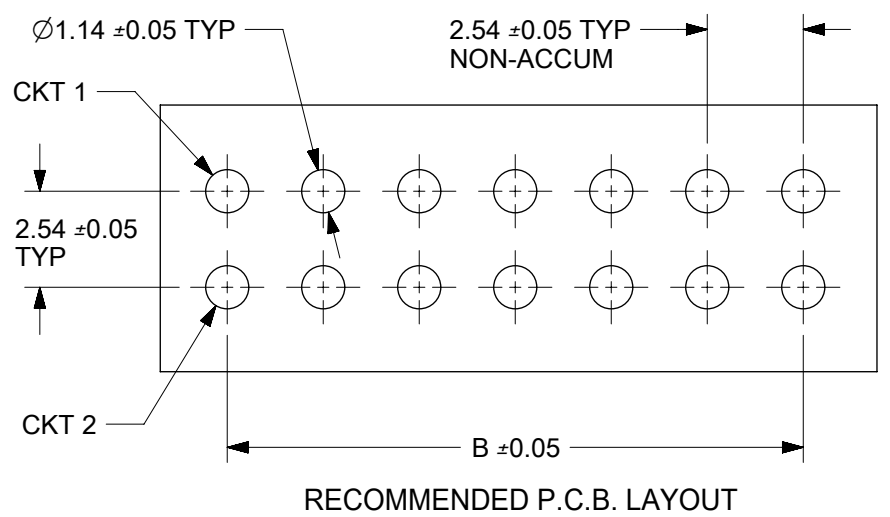 ∅1.14 ±0.05 TYP
2.54 ±0.05 TYP
NON-ACCUM
CKT 1
2.54 ±0.05
TYP
CKT 2
B ±0.05
RECOMMENDED P.C.B. LAYOUT